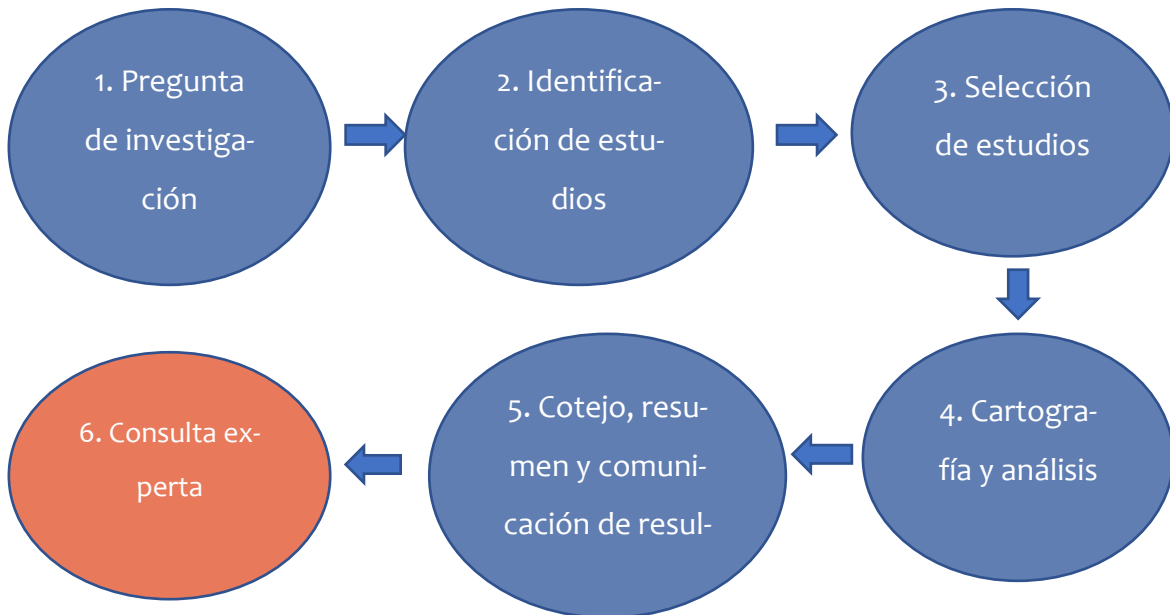 1. Pregunta
de investiga-
ción
2. Identifica-
ción de estu-
dios
3. Selección
de estudios
4. Cartogra-
fía y análisis
5. Cotejo, resu-
men y comuni-
cación de resul-
6. Consulta ex-
perta